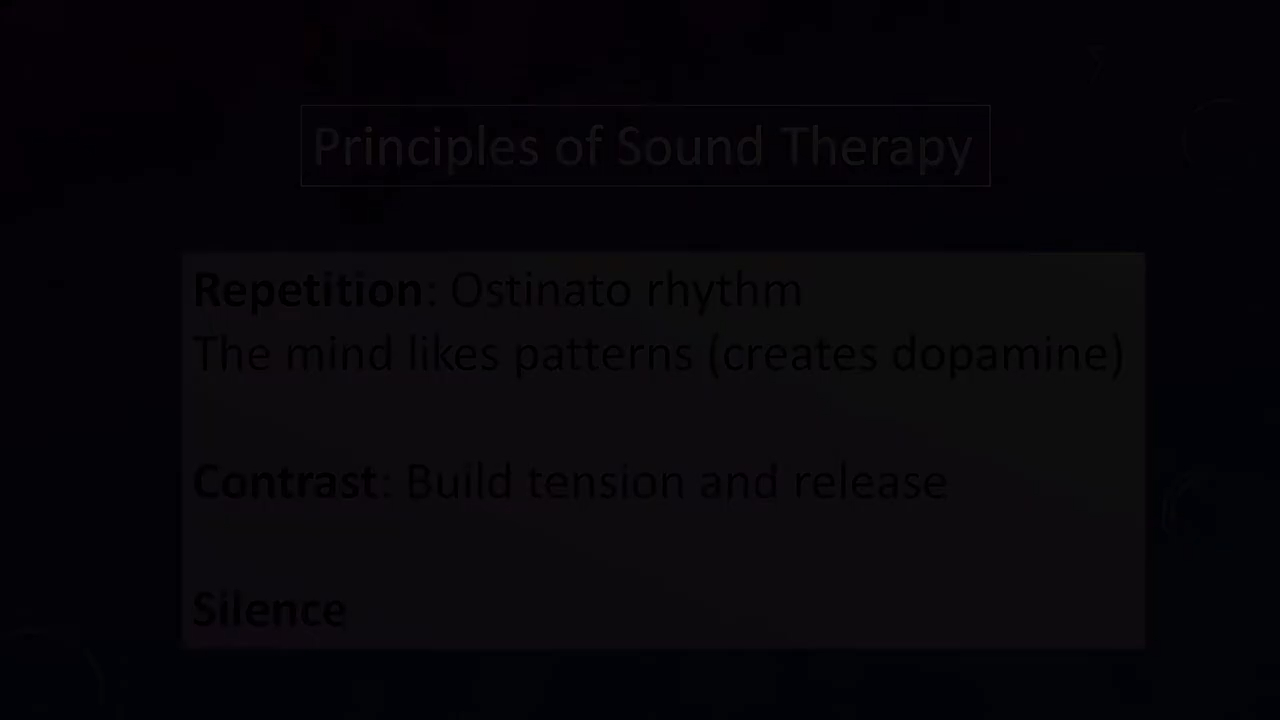 Principles of Sound Therapy
Repetition: Ostinato rhythm
The mind likes patterns (creates dopamine)
Contrast: Build tension and release
Silence